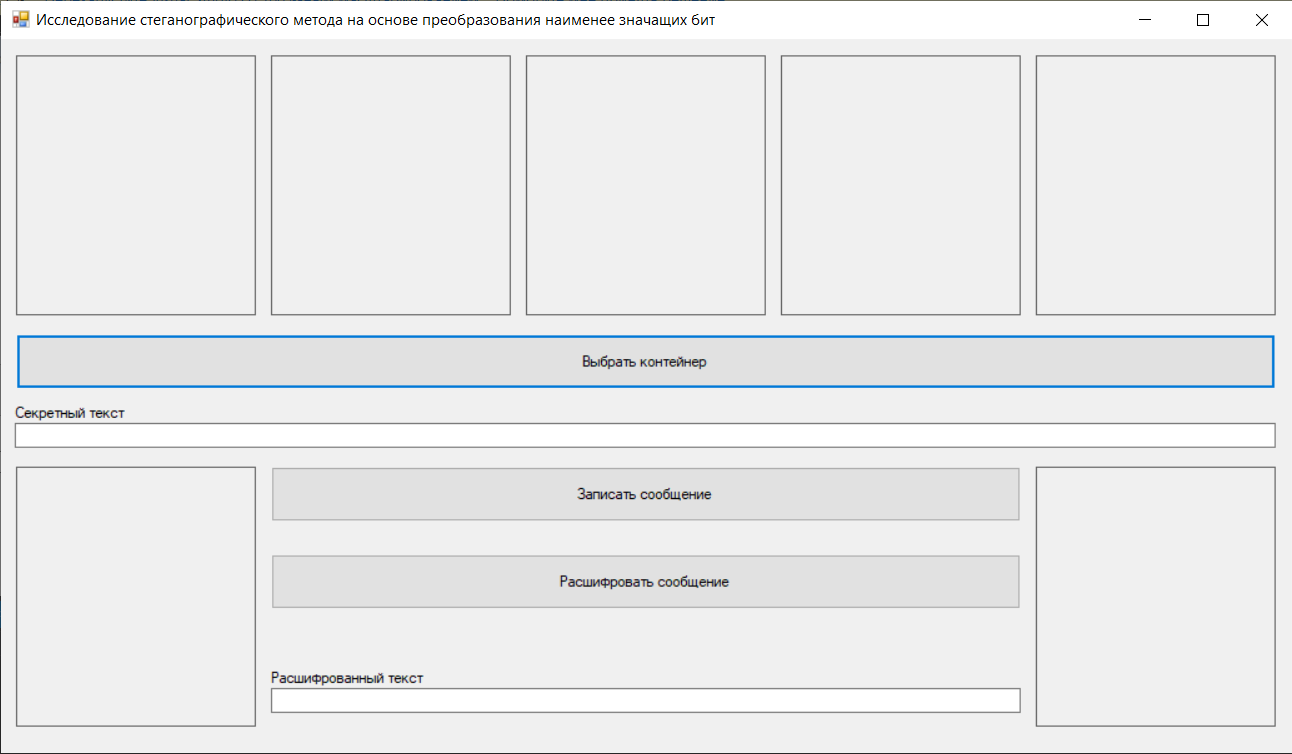 Исследование стеганографического метода на основе преобразования наименее значащих бит
Выбрать контейнер
Секретный текст
Записать сообщение
Расшифровать сообщение
Расшифрованный текст